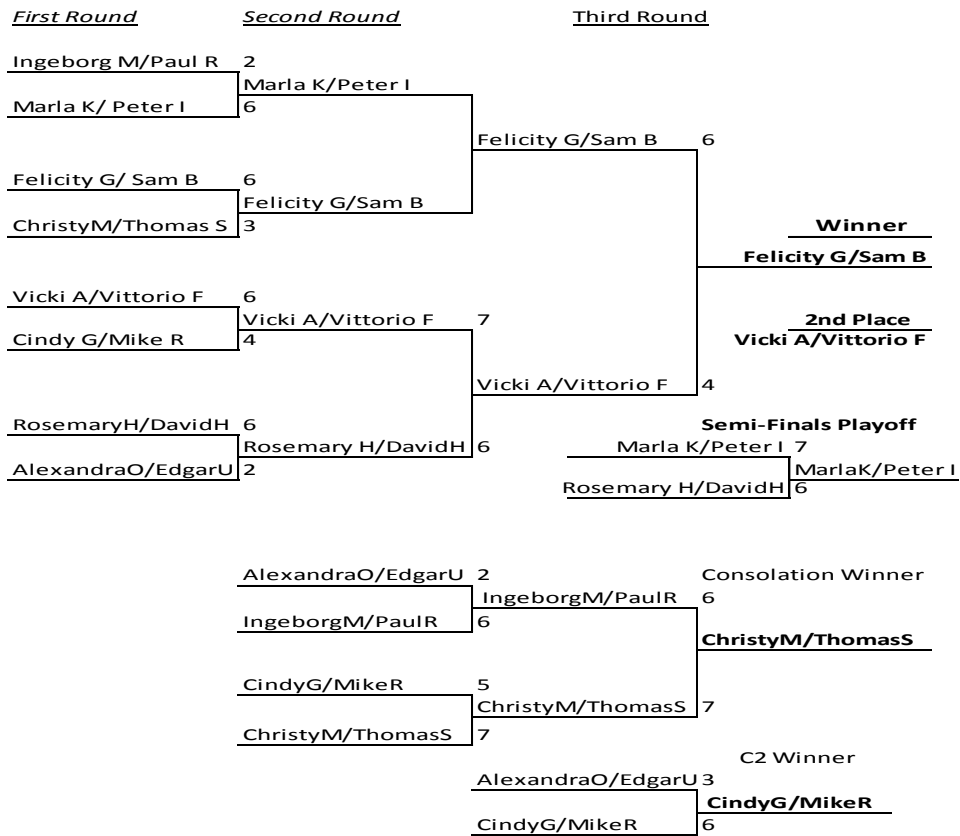 First Round Second Round Third Round
Ingeborg M/Paul R 2
Marla K/Peter I
Marla K/ Peter I 6
Felicity G/Sam B 6
Felicity G/ Sam B 6
Felicity G/Sam B
ChristyM/Thomas S 3
Winner
Felicity G/Sam B
Vicki A/Vittorio F 6
Vicki A/Vittorio F 7
Cindy G/Mike R 4
2nd Place
Vicki A/Vittorio F
Vicki A/Vittorio F 4
RosemaryH/DavidH 6
Rosemary H/DavidH 6
AlexandraO/EdgarU 2
Semi-Finals Playoff
Marla K/Peter I 7
MarlaK/Peter I
Rosemary H/DavidH 6
AlexandraO/EdgarU 2
Consolation Winner
IngeborgM/PaulR 6
IngeborgM/PaulR 6
ChristyM/ThomasS
CindyG/MikeR 5
ChristyM/ThomasS 7
ChristyM/ThomasS 7
C2 Winner
AlexandraO/EdgarU 3
CindyG/MikeR
CindyG/MikeR 6